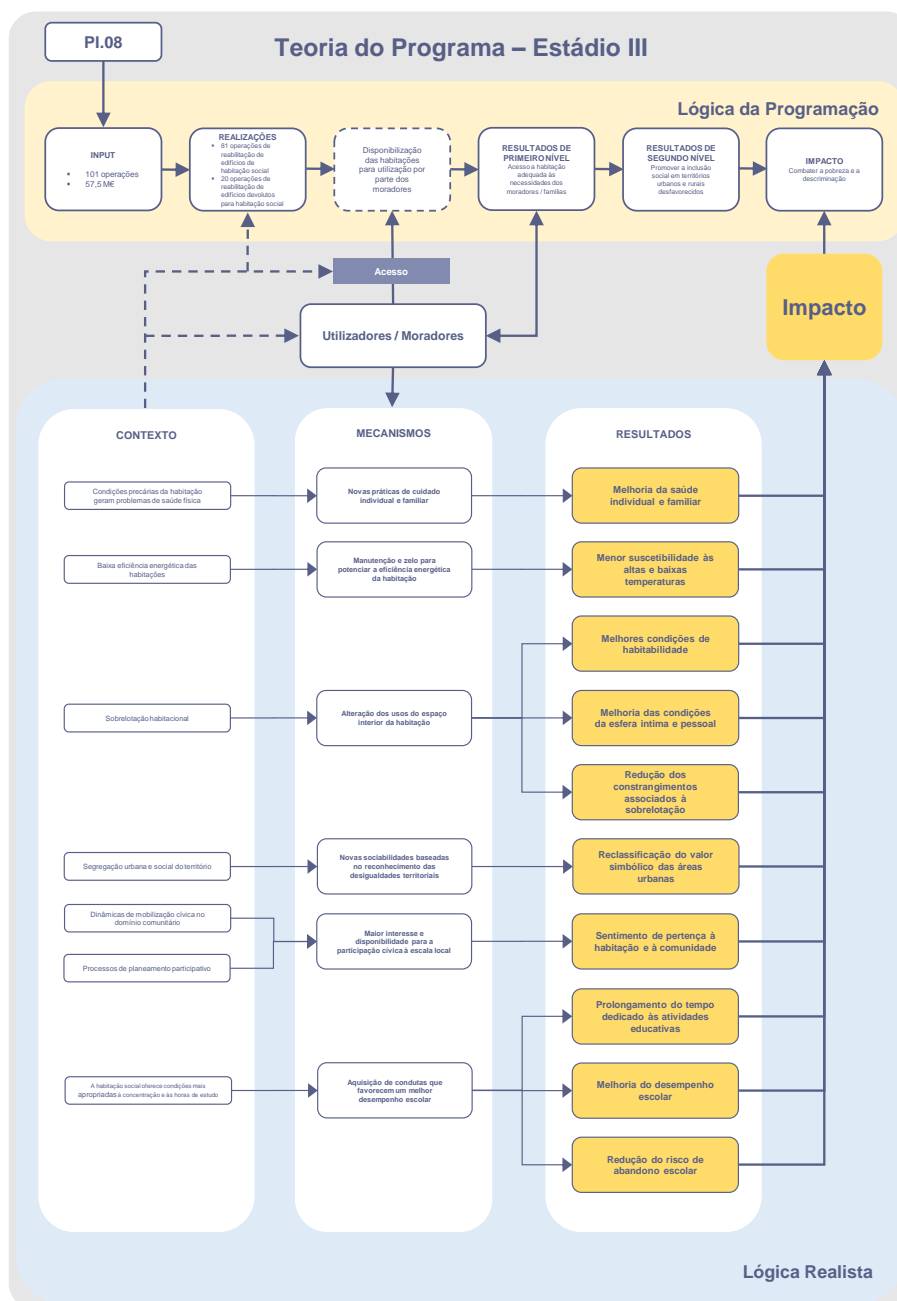 PI.08
Teoria do Programa – Estádio III
Lógica da Programação
INPUT
• 101 operações
• 57,5 M€
REALIZAÇÕES
• 81 operações de
reabilitação de
edifícios de
habitação social
• 20 operações de
reabilitação de
edifícios devolutos
para habitação social
Disponibilização
das habitações
para utilização por
parte dos
moradores
RESULTADOS DE
PRIMEIRO NÍVEL
Acesso a habitação
adequada às
necessidades dos
moradores / famílias
RESULTADOS DE
SEGUNDO NÍVEL
Promover a inclusão
social em territórios
urbanos e rurais
desfavorecidos
IMPACTO
Combater a pobreza e a
descriminação
Acesso
Utilizadores / Moradores
Impacto
CONTEXTO
MECANISMOS
RESULTADOS
Condições precárias da habitação
geram problemas de saúde física
Novas práticas de cuidado
individual e familiar
Melhoria da saúde
individual e familiar
Baixa eficiência energética das
habitações
Manutenção e zelo para
potenciar a eficiência energética
da habitação
Menor suscetibilidade às
altas e baixas
temperaturas
Melhores condições de
habitabilidade
Sobrelotação habitacional
Alteração dos usos do espaço
interior da habitação
Melhoria das condições
da esfera intima e pessoal
Redução dos
constrangimentos
associados à
sobrelotação
Segregação urbana e social do território
Novas sociabilidades baseadas
no reconhecimento das
desigualdades territoriais
Reclassificação do valor
simbólico das áreas
urbanas
Dinâmicas de mobilização cívica no
domínio comunitário
Processos de planeamento participativo
Maior interesse e
disponibilidade para a
participação cívica à escala local
Sentimento de pertença à
habitação e à comunidade
Prolongamento do tempo
dedicado às atividades
educativas
A habitação social oferece condições mais
apropriadas à concentração e às horas de estudo
Aquisição de condutas que
favorecem um melhor
desempenho escolar
Melhoria do desempenho
escolar
Redução do risco de
abandono escolar
Lógica Realista